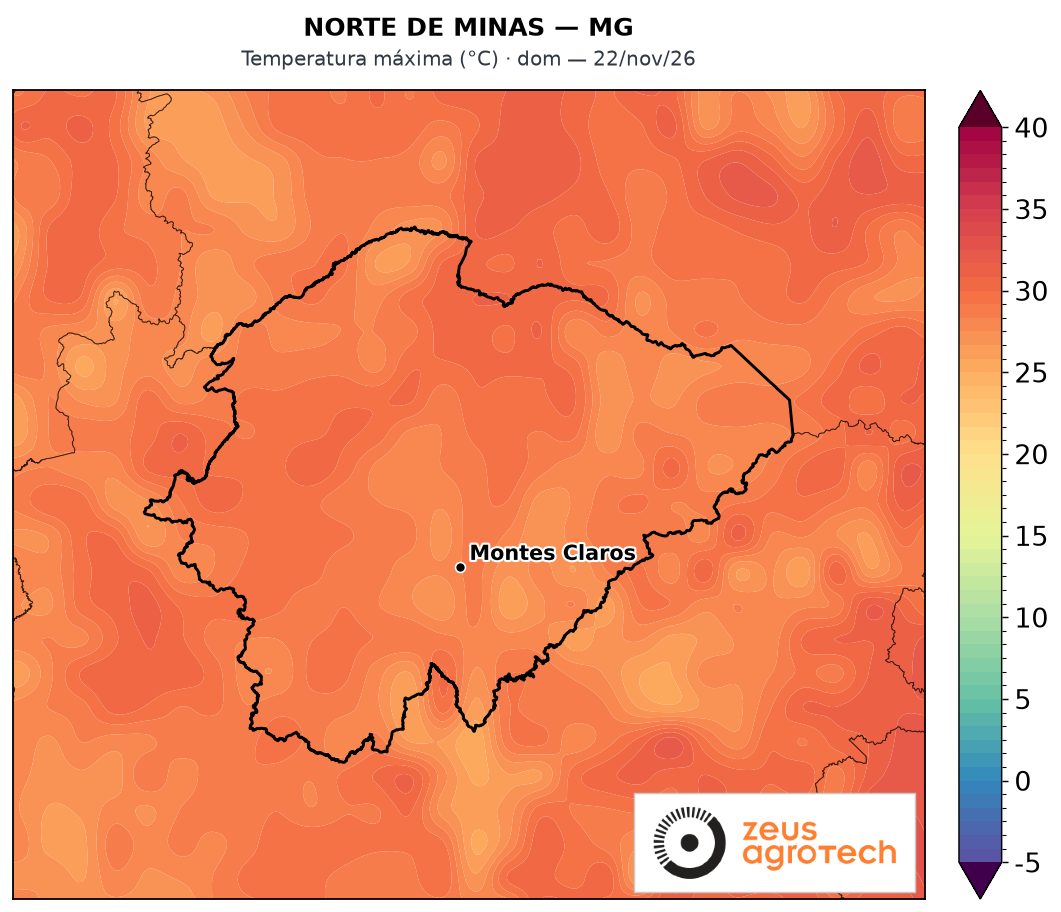 NORTE DE MINAS — MG
Temperatura máxima (°C) · dom — 22/nov/26
40
35
30
25
20
15
10
5
0
-5
Montes Claros
zeus
agrotech